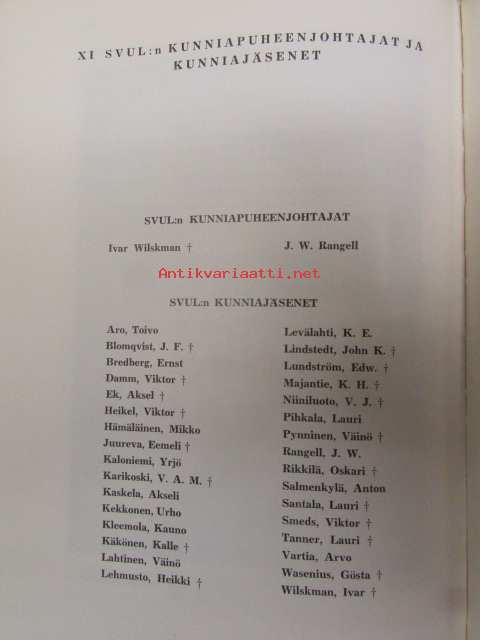 XI SVUL:n KUNNIAPUHEENJOHTAJAT JA
KUNNIAJÄSENET
SVUL:n KUNNIAPUHEENJOHTAJAT
Ivar Wilskman †
J. W. Rangell
Antikvariaatti.net
SVUL:n KUNNIAJÄSENET
Aro, Toivo
Blomqvist, J. F. †
Bredberg, Ernst
Damm, Viktor †
Ek, Aksel †
Heikel, Viktor †
Hämäläinen, Mikko
Juureva, Eemeli †
Kaloniemi, Yrjö
Karikoski, V. A. M. †
Kaskela, Akseli
Kekkonen, Urho
Kleemola, Kauno
Käkönen, Kalle †
Lahtinen, Väinö
Lehmusto, Heikki †
Levälahti, K. E.
Lindstedt, John K. †
Lundström, Edw. †
Majantie, K. H. †
Niiniluoto, V. J. †
Pihkala, Lauri
Pynninen, Väinö †
Rangell, J. W.
Rikkilä, Oskari †
Salmenkylä, Anton
Santala, Lauri †
Smeds, Viktor †
Tanner, Lauri †
Vartia, Arvo
Wasenius, Gösta †
Wilskman, Ivar †